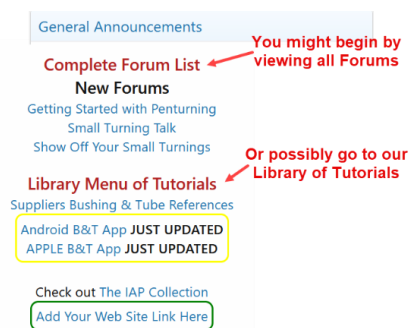 General Announcements
You might begin by
viewing all Forums
Complete Forum List
New Forums
Getting Started with Penturning
Small Turning Talk
Show Off Your Small Turnings
Or possibly go to our
Library of Tutorials
Library Menu of Tutorials
Suppliers Bushing & Tube References
Android B&T App JUST UPDATED
APPLE B&T App JUST UPDATED
Check out The IAP Collection
Add Your Web Site Link Here